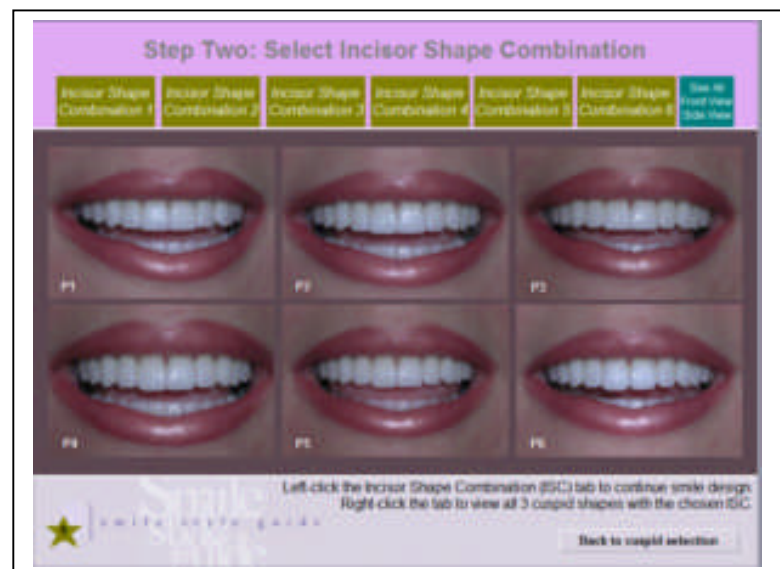 Step Two: Select Incisor Shape Combination
Incisor Shape Combination 1
Incisor Shape Combination 2
Incisor Shape Combination 3
Incisor Shape Combination 4
Incisor Shape Combination 5
Incisor Shape Combination 6
See All
Front View
Side View
P1
P2
P3
P4
P5
P6
Left-click the Incisor Shape Combination (ISC) tab to continue smile design.
Right-click the tab to view all 3 cuspid shapes with the chosen ISC.
smile style guide
Back to cuspid selection